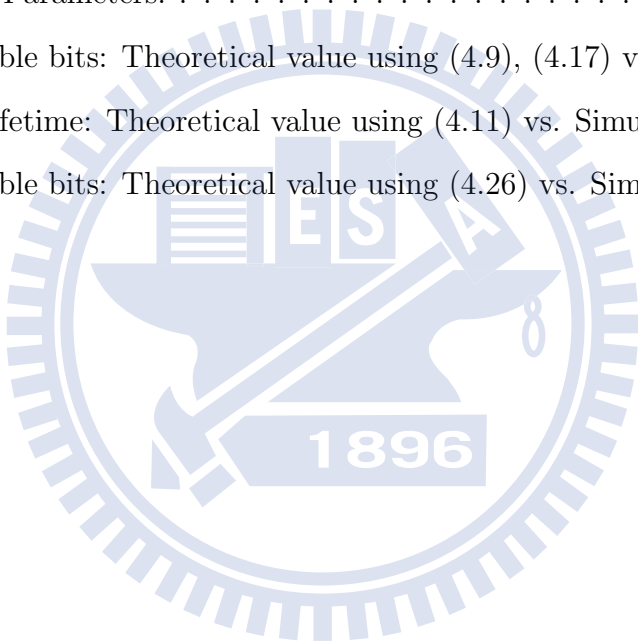 Parameters. . . . . . . . . . . . . . . . . . . . . .
ble bits: Theoretical value using (4.9), (4.17) v
fetime: Theoretical value using (4.11) vs. Simu
ble bits: Theoretical value using (4.26) vs. Sim
E S A
1896